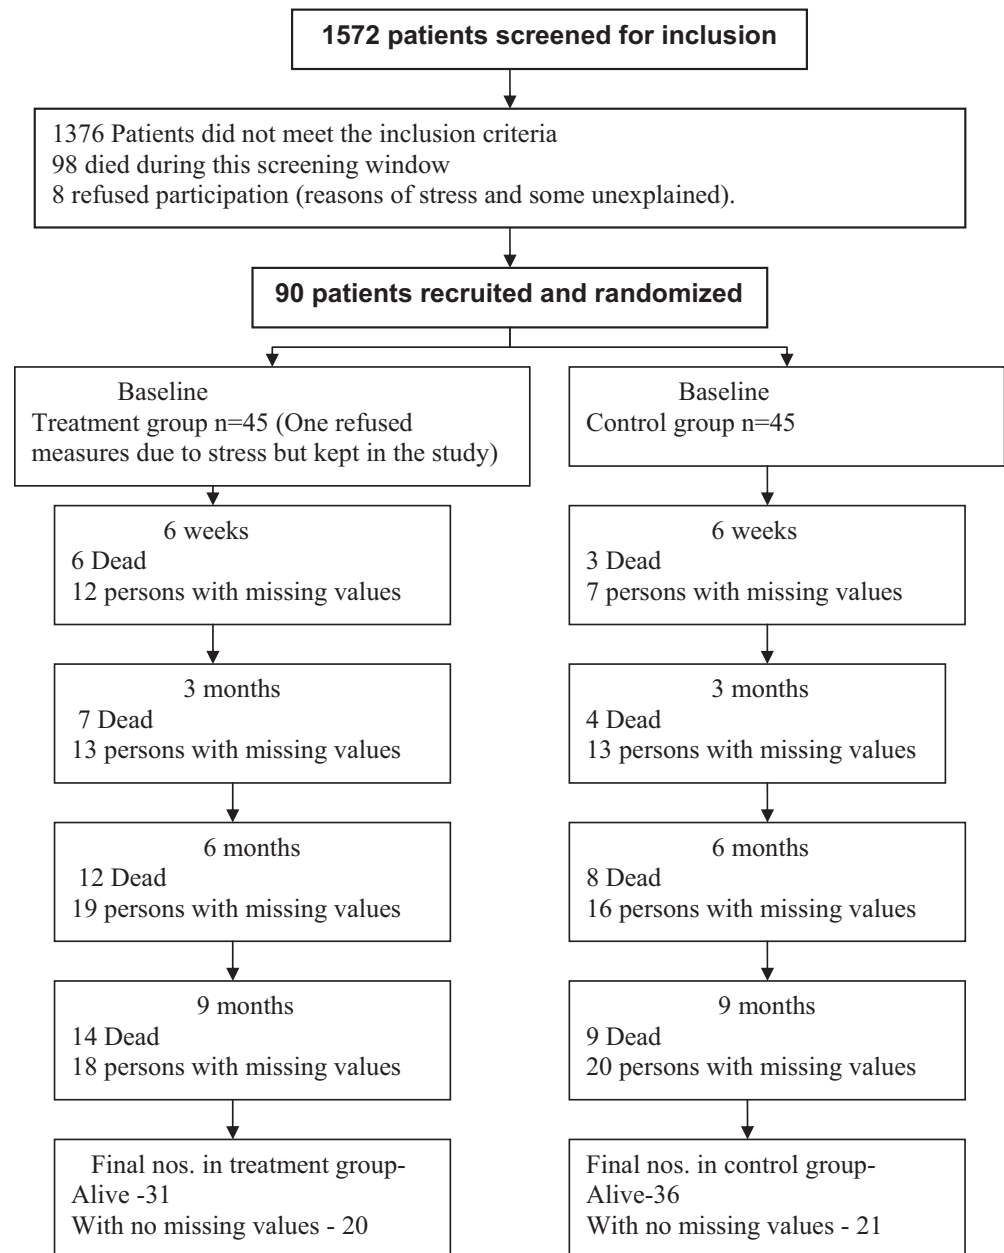 1572 patients screened for inclusion
1376 Patients did not meet the inclusion criteria
98 died during this screening window
8 refused participation (reasons of stress and some unexplained).
90 patients recruited and randomized
Baseline
Treatment group n=45 (One refused
measures due to stress but kept in the study)
Baseline
Control group n=45
6 weeks
6 Dead
12 persons with missing values
6 weeks
3 Dead
7 persons with missing values
3 months
7 Dead
13 persons with missing values
3 months
4 Dead
13 persons with missing values
6 months
12 Dead
19 persons with missing values
6 months
8 Dead
16 persons with missing values
9 months
14 Dead
18 persons with missing values
9 months
9 Dead
20 persons with missing values
Final nos. in treatment group-
Alive -31
With no missing values - 20
Final nos. in control group-
Alive-36
With no missing values - 21